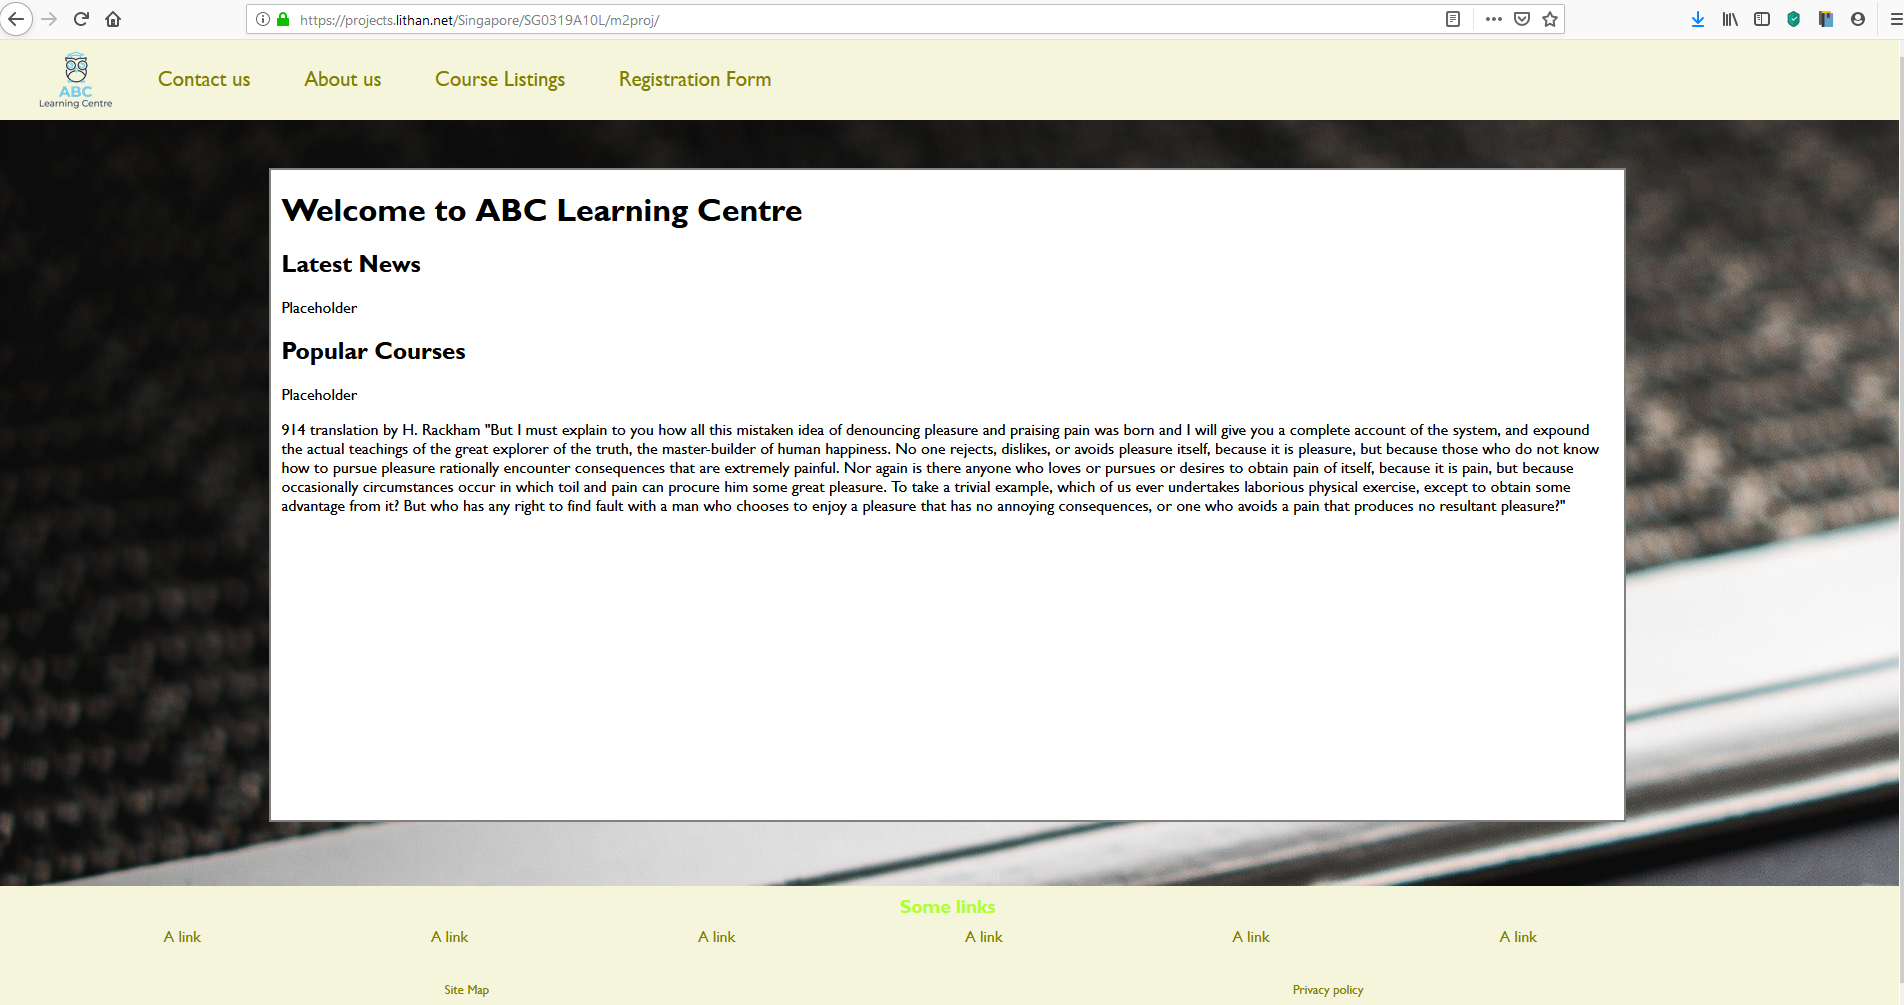 https://projects.lithan.net/Singapore/SG0319A10L/m2proj/
ABC
Learning Centre
Contact us
About us
Course Listings
Registration Form
Welcome to ABC Learning Centre
Latest News
Placeholder
Popular Courses
Placeholder
914 translation by H. Rackham "But I must explain to you how all this mistaken idea of denouncing pleasure and praising pain was born and I will give you a complete account of the system, and expound
the actual teachings of the great explorer of the truth, the master-builder of human happiness. No one rejects, dislikes, or avoids pleasure itself, because it is pleasure, but because those who do not know
how to pursue pleasure rationally encounter consequences that are extremely painful. Nor again is there anyone who loves or pursues or desires to obtain pain of itself, because it is pain, but because
occasionally circumstances occur in which toil and pain can procure him some great pleasure. To take a trivial example, which of us ever undertakes laborious physical exercise, except to obtain some
advantage from it? But who has any right to find fault with a man who chooses to enjoy a pleasure that has no annoying consequences, or one who avoids a pain that produces no resultant pleasure?"
Some links
A link
A link
A link
A link
A link
A link
Site Map
Privacy policy